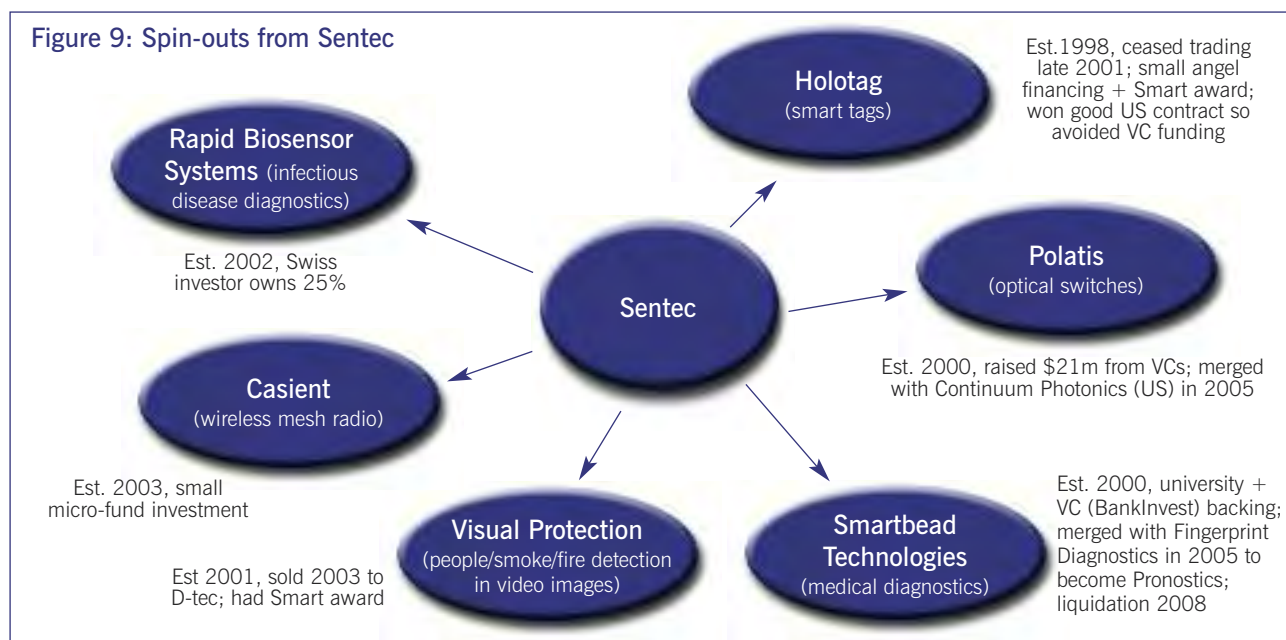 Figure 9: Spin-outs from Sentec
Holotag
(smart tags)
Est.1998, ceased trading
late 2001; small angel
financing + Smart award;
won good US contract so
avoided VC funding
Rapid Biosensor
Systems (infectious
disease diagnostics)
Est. 2002, Swiss
investor owns 25%
Polatis
(optical switches)
Est. 2000, raised $21m from VCs; merged
with Continuum Photonics (US) in 2005
Sentec
Casient
(wireless mesh radio)
Est. 2003, small
micro-fund investment
Visual Protection
(people/smoke/fire detection
in video images)
Est 2001, sold 2003 to
D-tec; had Smart award
Smartbead
Technologies
(medical diagnostics)
Est. 2000, university +
VC (BankInvest) backing;
merged with Fingerprint
Diagnostics in 2005 to
become Pronostics;
liquidation 2008